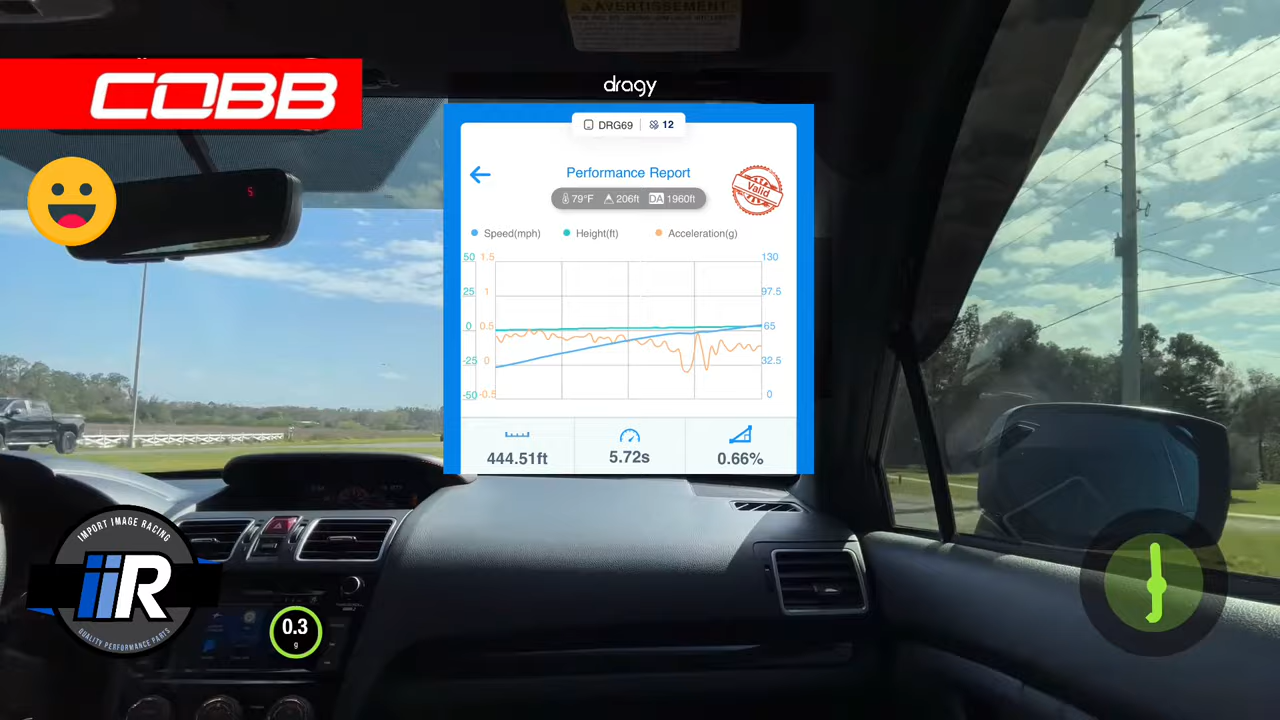 AVERTISSEMENT
COBB
dragy
DRG69 12
Performance Report
79°F 206ft DA 1960ft
Valid
Speed(mph) Height(ft) Acceleration(g)
50 1.5 130
25 1 97.5
0 0.5 65
-25 0 32.5
-50 -0.5 0
444.51ft 5.72s 0.66%
S
IMPORT IMAGE RACING
iiR
QUALITY PERFORMANCE PARTS
0.3
g